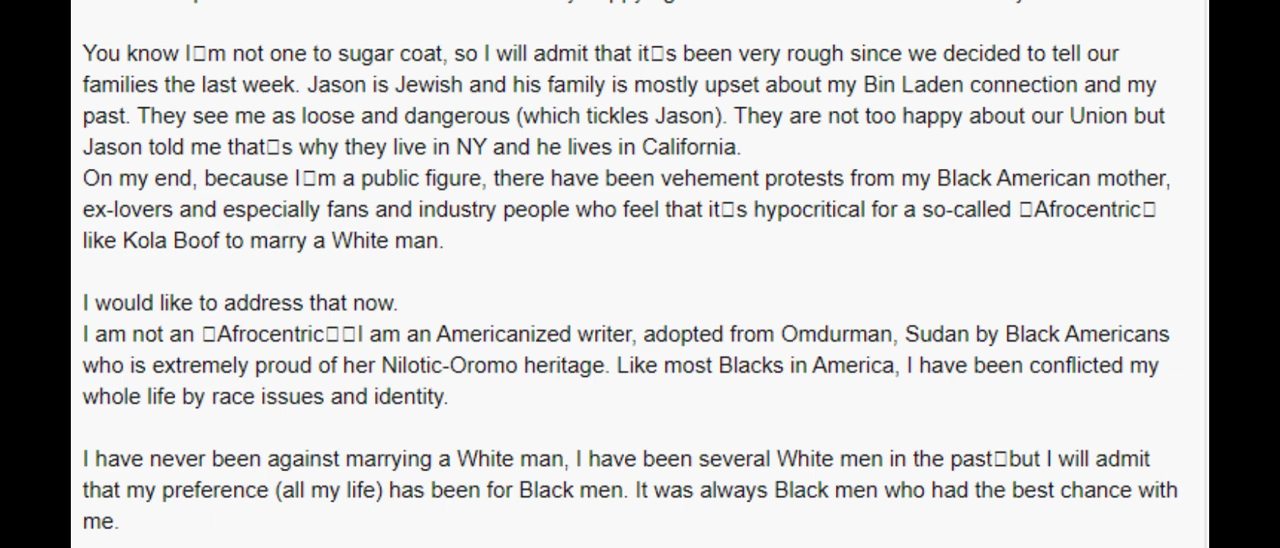 You know I□m not one to sugar coat, so I will admit that it□s been very rough since we decided to tell our
families the last week. Jason is Jewish and his family is mostly upset about my Bin Laden connection and my
past. They see me as loose and dangerous (which tickles Jason). They are not too happy about our Union but
Jason told me that□s why they live in NY and he lives in California.
On my end, because I□m a public figure, there have been vehement protests from my Black American mother,
ex-lovers and especially fans and industry people who feel that it□s hypocritical for a so-called □Afrocentric□
like Kola Boof to marry a White man.
I would like to address that now.
I am not an □Afrocentric□□I am an Americanized writer, adopted from Omdurman, Sudan by Black Americans
who is extremely proud of her Nilotic-Oromo heritage. Like most Blacks in America, I have been conflicted my
whole life by race issues and identity.
I have never been against marrying a White man, I have been several White men in the past□but I will admit
that my preference (all my life) has been for Black men. It was always Black men who had the best chance with
me.